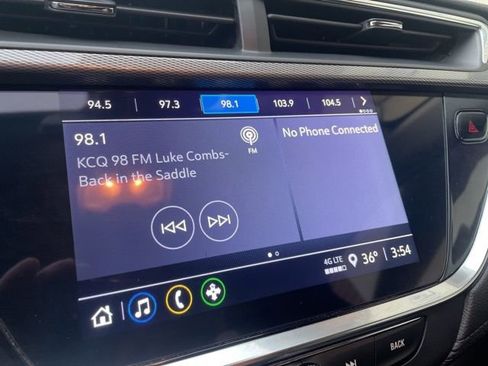 94.5 97.3 98.1 103.9 104.5
98.1
FM
KCQ 98 FM Luke Combs-
Back in the Saddle
No Phone Connected
4G LTE
36° 3:54
BACK